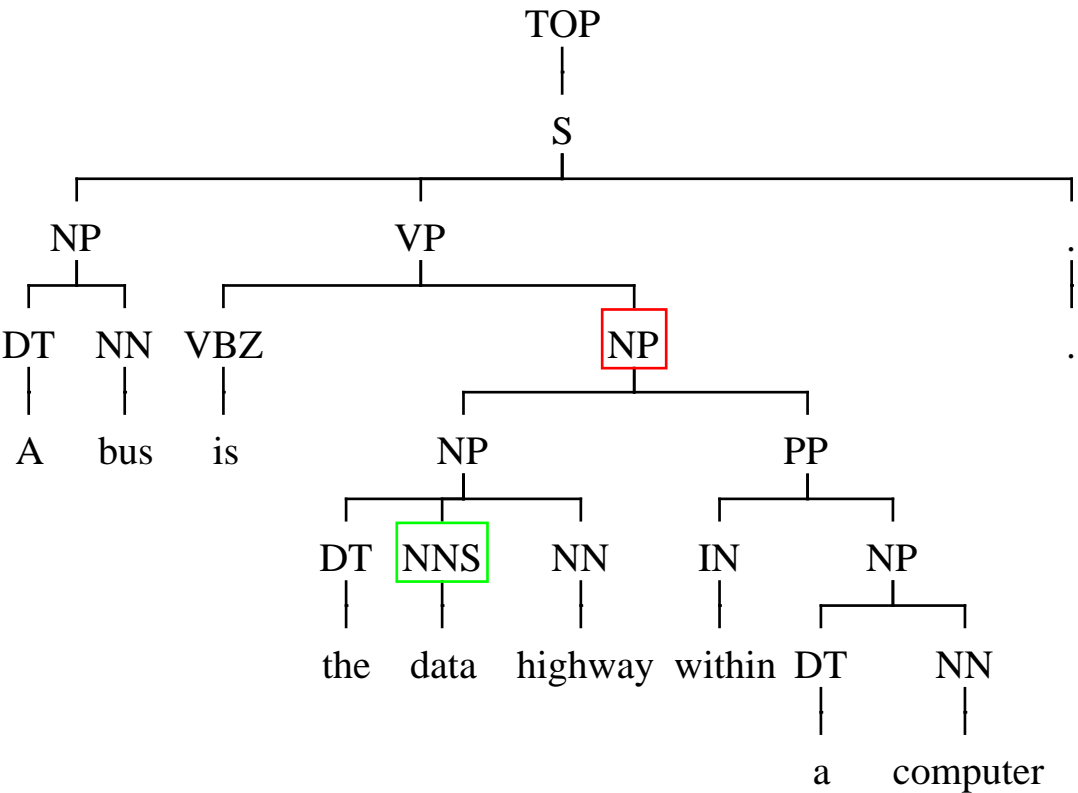 TOP
S
NP VP .
DT NN VBZ NP .
A bus is NP PP
DT NNS NN IN NP
the data highway within DT NN
a computer